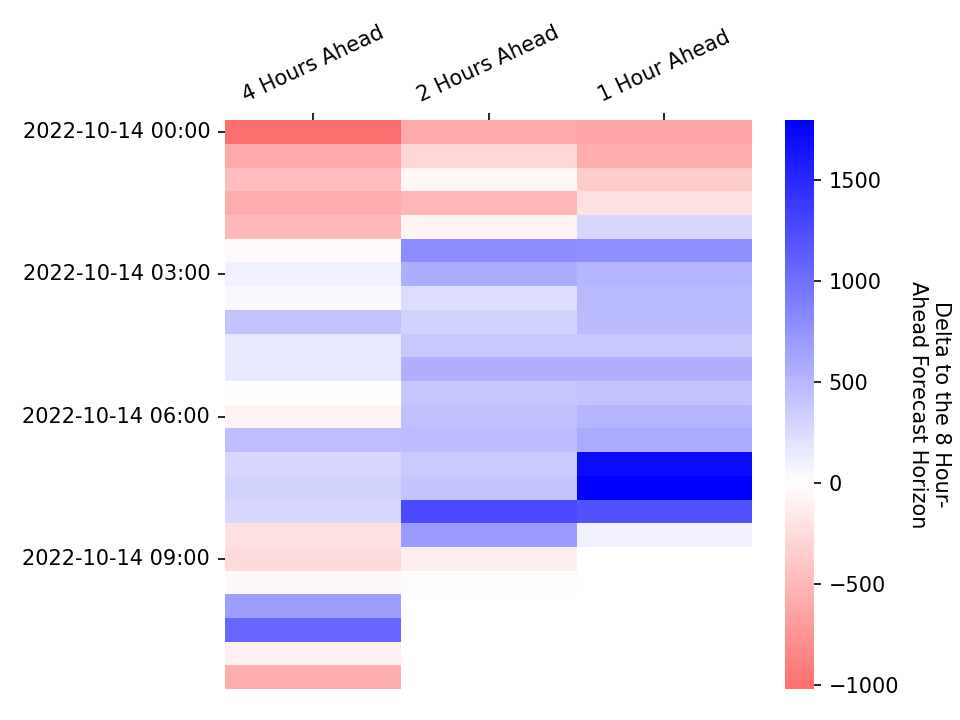 4 Hours Ahead
2 Hours Ahead
1 Hour Ahead
2022-10-14 00:00
2022-10-14 03:00
2022-10-14 06:00
2022-10-14 09:00
1500
1000
500
0
−500
−1000
Delta to the 8 Hour-
Ahead Forecast Horizon